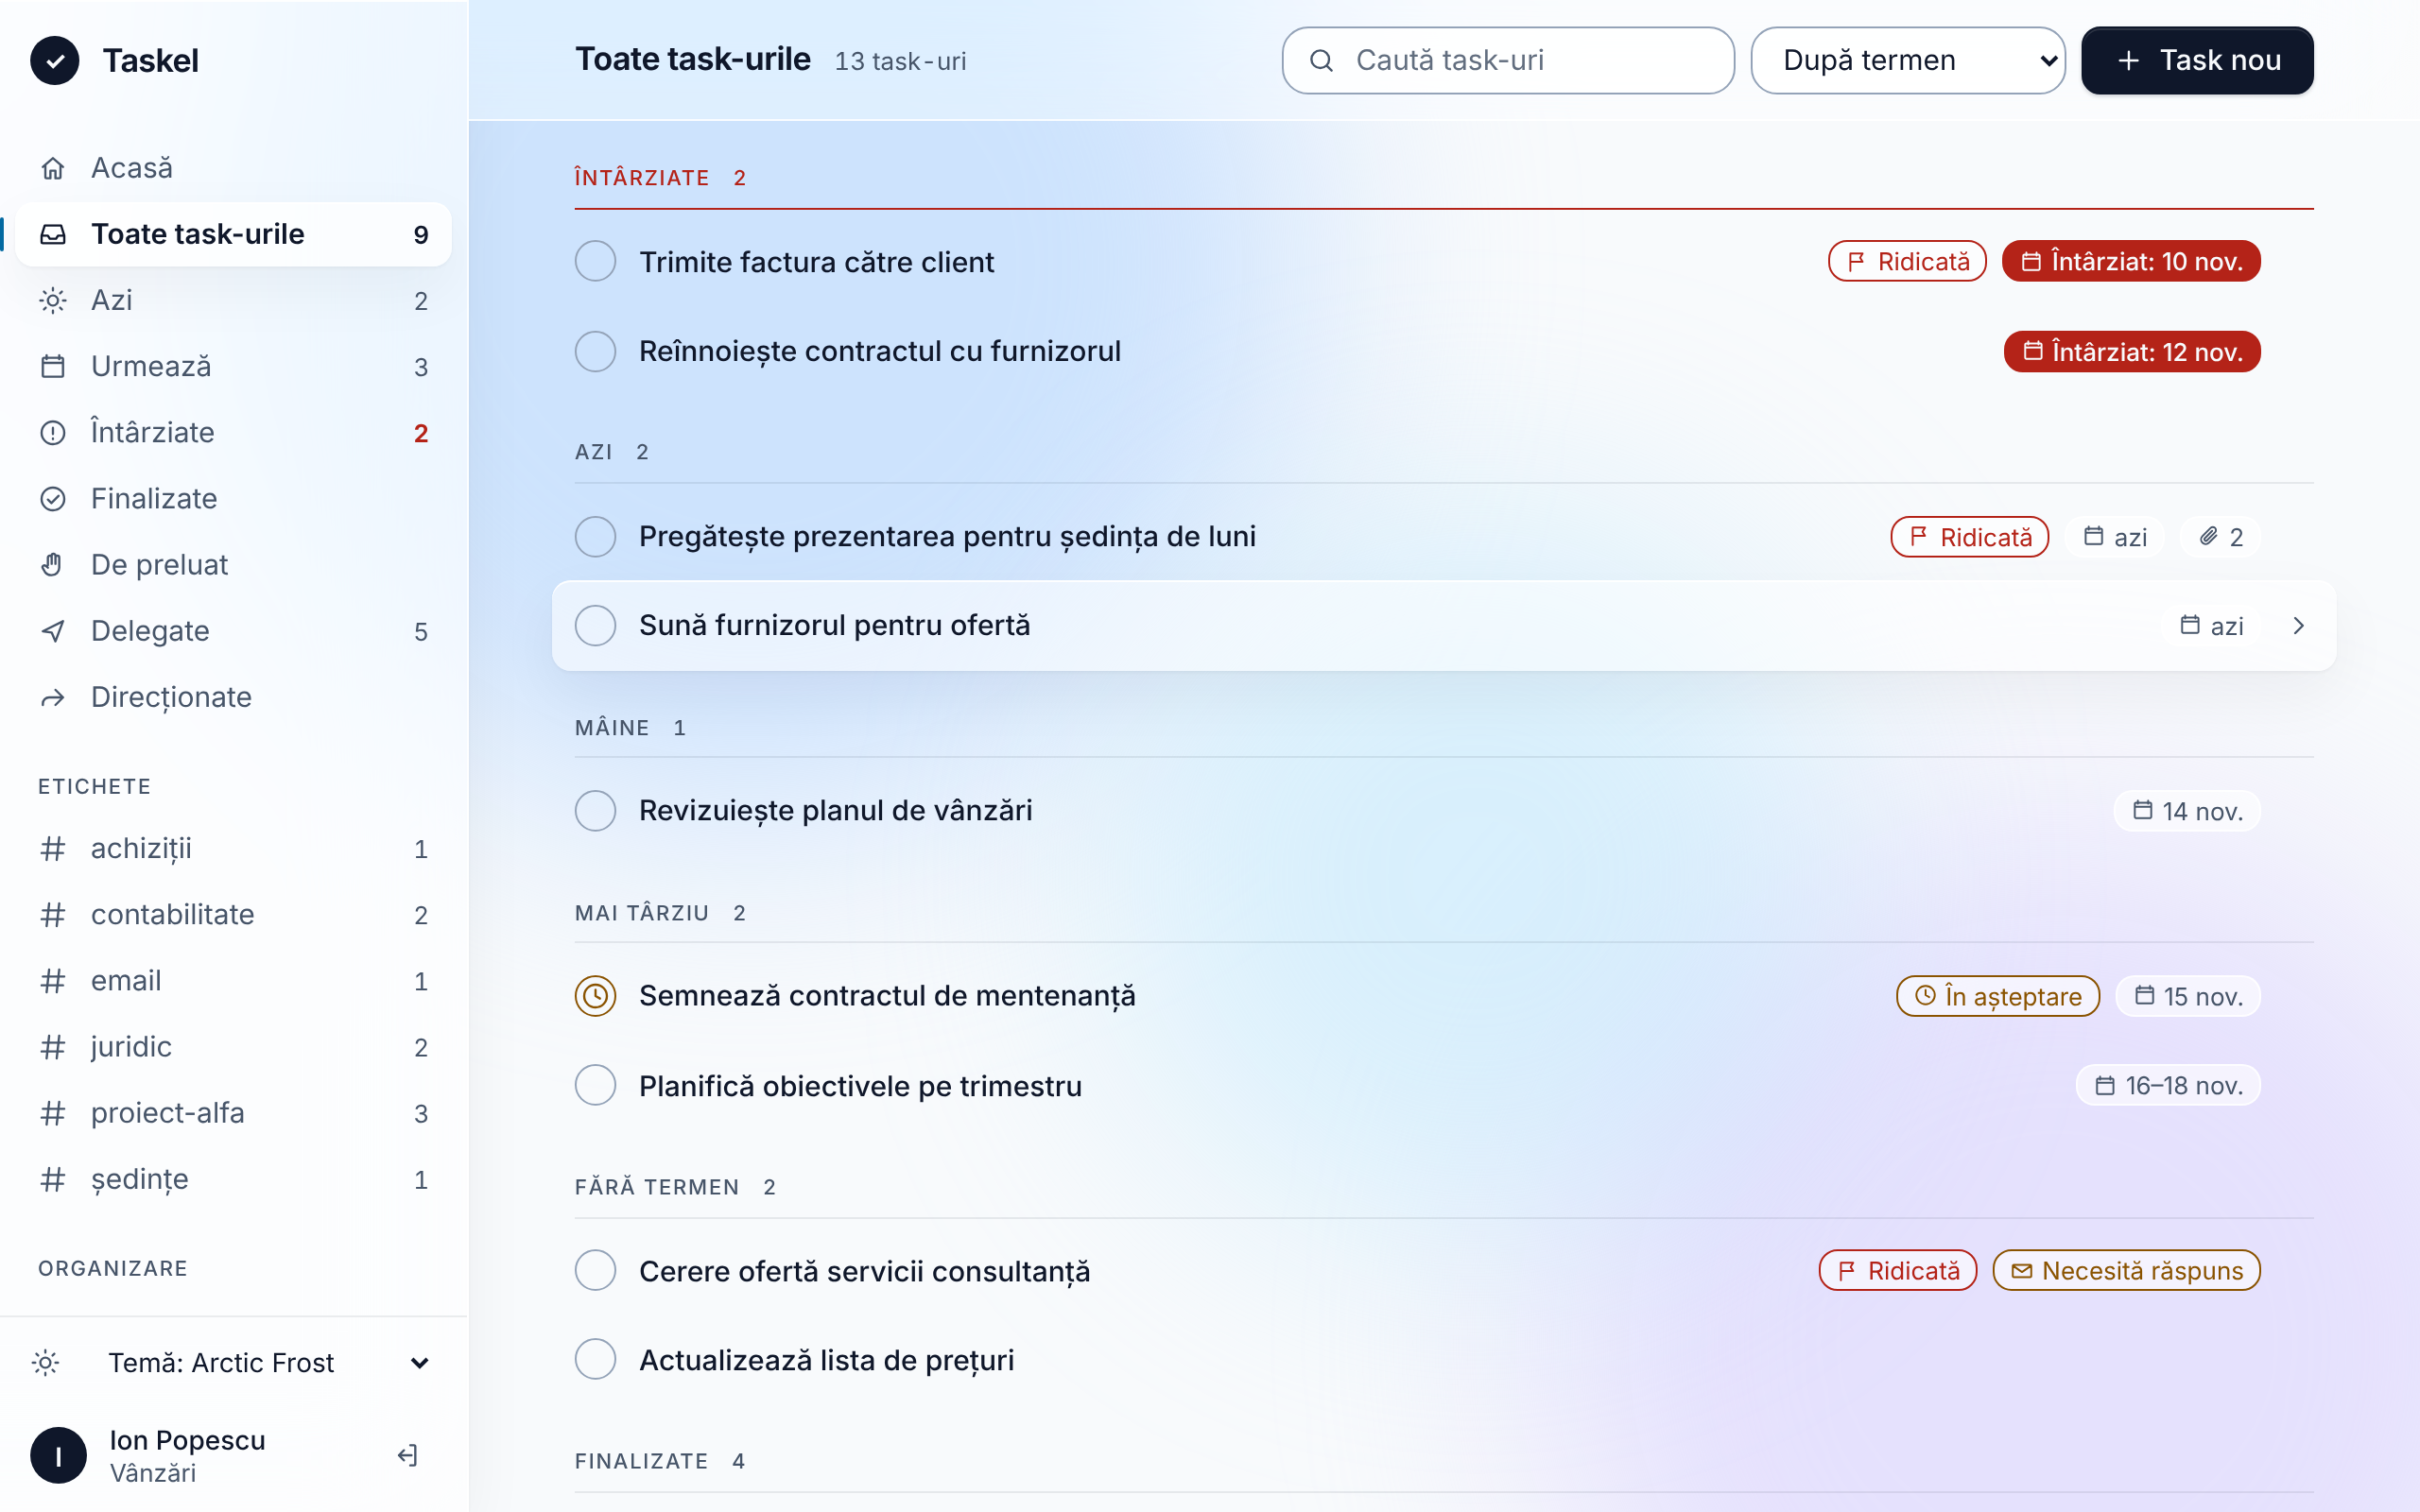 Taskel
Acasă
Toate task-urile 9
Azi 2
Urmează 3
Întârziate 2
Finalizate
De preluat
Delegate 5
Direcționate
ETICHETE
# achiziții 1
# contabilitate 2
# email 1
# juridic 2
# proiect-alfa 3
# ședințe 1
ORGANIZARE
Temă: Arctic Frost
I
Ion Popescu
Vânzări
Toate task-urile 13 task-uri
Caută task-uri
După termen
+ Task nou
ÎNTÂRZIATE 2
Trimite factura către client Ridicată Întârziat: 10 nov.
Reînnoiește contractul cu furnizorul Întârziat: 12 nov.
AZI 2
Pregătește prezentarea pentru ședința de luni Ridicată azi 2
Sună furnizorul pentru ofertă azi
MÂINE 1
Revizuiește planul de vânzări 14 nov.
MAI TÂRZIU 2
Semnează contractul de mentenanță În așteptare 15 nov.
Planifică obiectivele pe trimestru 16–18 nov.
FĂRĂ TERMEN 2
Cerere ofertă servicii consultanță Ridicată Necesită răspuns
Actualizează lista de prețuri
FINALIZATE 4